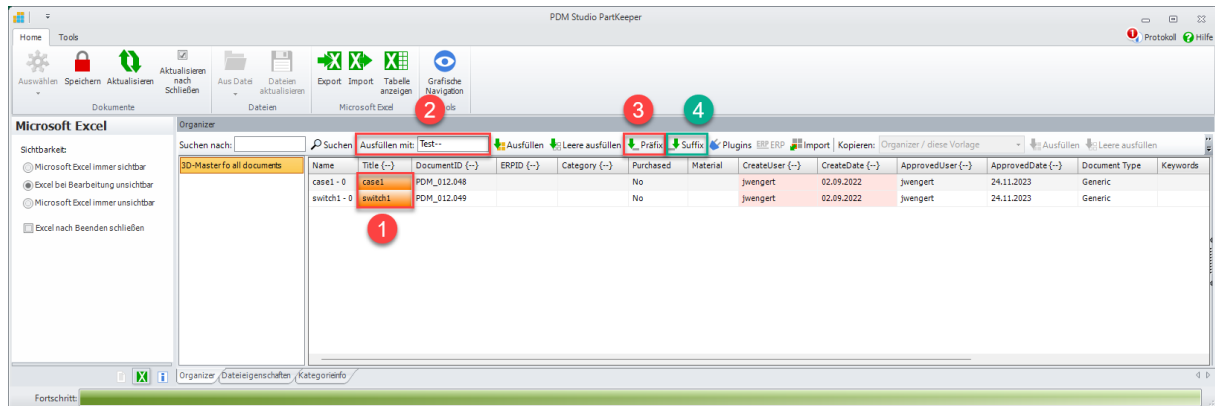 PDM Studio PartKeeper
Home Tools
Protokoll Hilfe
Auswählen Speichern Aktualisieren Aktualisieren nach Schließen Aus Datei Dateien aktualisieren Export Import Tabelle anzeigen Grafische Navigation
Dokumente Dateien Microsoft Excel ols
2 3 4
Microsoft Excel
Sichtbarkeit:
Microsoft Excel immer sichtbar
Excel bei Bearbeitung unsichtbar
Microsoft Excel immer unsichtbar
Excel nach Beenden schließen
Organizer
Suchen nach: Suchen Ausfüllen mit: Test-- Ausfüllen Leere ausfüllen Präfix Suffix Plugins ERP ERP Import Kopieren: Organizer / diese Vorlage Ausfüllen Leere ausfüllen
3D-Master fo all documents
Name Title {--} DocumentID {--} ERPID {--} Category {--} Purchased Material CreateUser {--} CreateDate {--} ApprovedUser {--} ApprovedDate {--} Document Type Keywords
case1 - 0 case1 PDM_012.048 No jwengert 02.09.2022 jwengert 24.11.2023 Generic
switch1 - 0 switch1 PDM_012.049 No jwengert 02.09.2022 jwengert 24.11.2023 Generic
1
Organizer Dateieigenschaften Kategorieinfo
Fortschritt: